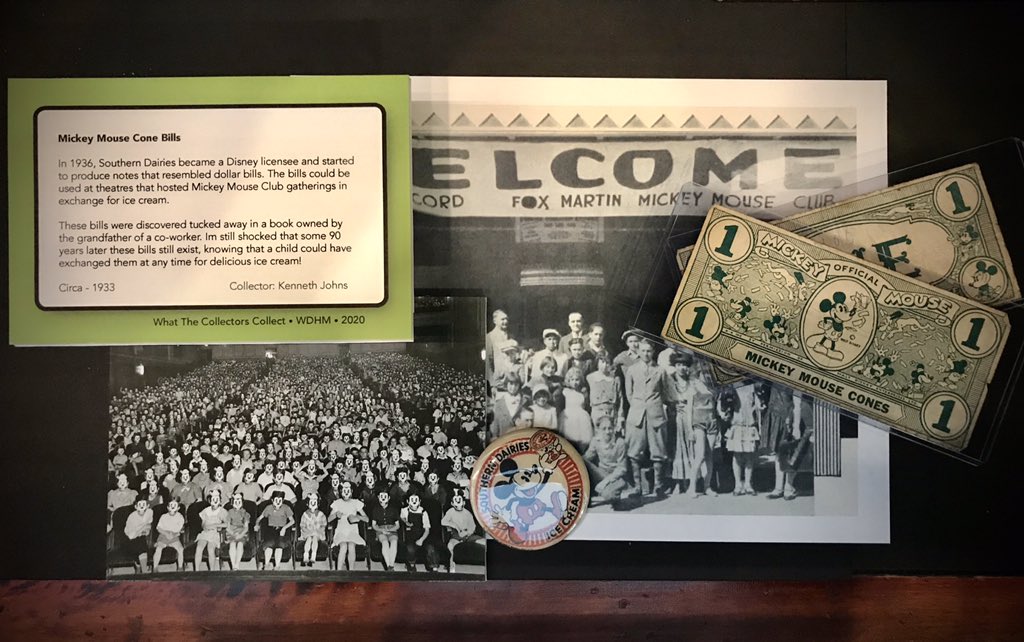 Mickey Mouse Cone Bills
In 1936, Southern Dairies became a Disney licensee and started
to produce notes that resembled dollar bills. The bills could be
used at theatres that hosted Mickey Mouse Club gatherings in
exchange for ice cream.
These bills were discovered tucked away in a book owned by
the grandfather of a co-worker. Im still shocked that some 90
years later these bills still exist, knowing that a child could have
exchanged them at any time for delicious ice cream!
Circa - 1933 Collector: Kenneth Johns
What The Collectors Collect • WDHM • 2020
ELCOME
CORD FOX MARTIN MICKEY MOUSE CLUB
1
1 1
MICKEY OFFICIAL MOUSE
1 1
MICKEY MOUSE CONES
SOUTHERN DAIRIES
ICE CREAM